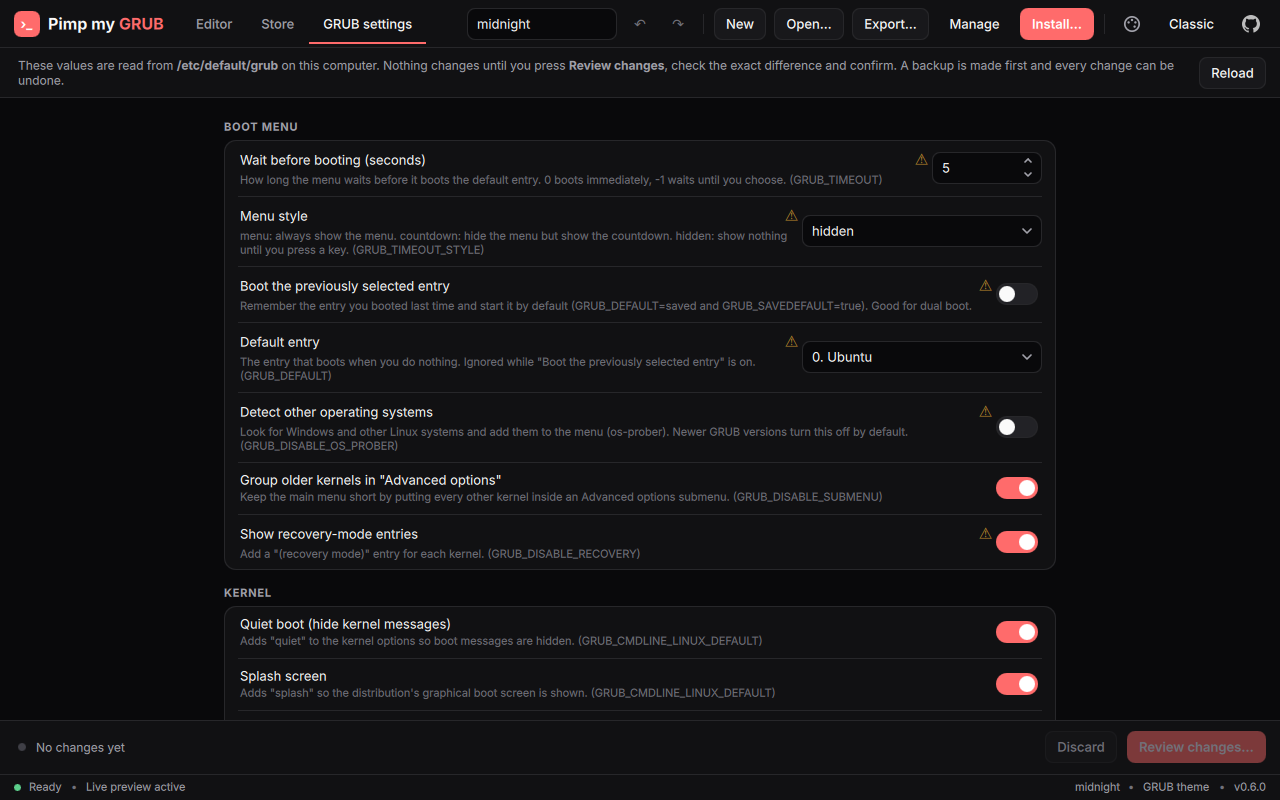 Pimp my GRUB
Editor
Store
GRUB settings
midnight
New
Open...
Export...
Manage
Install...
Classic
These values are read from /etc/default/grub on this computer. Nothing changes until you press Review changes, check the exact difference and confirm. A backup is made first and every change can be
undone.
Reload
BOOT MENU
Wait before booting (seconds)
How long the menu waits before it boots the default entry. 0 boots immediately, -1 waits until you choose. (GRUB_TIMEOUT)
5
Menu style
menu: always show the menu. countdown: hide the menu but show the countdown. hidden: show nothing
until you press a key. (GRUB_TIMEOUT_STYLE)
hidden
Boot the previously selected entry
Remember the entry you booted last time and start it by default (GRUB_DEFAULT=saved and GRUB_SAVEDEFAULT=true). Good for dual boot.
Default entry
The entry that boots when you do nothing. Ignored while "Boot the previously selected entry" is on.
(GRUB_DEFAULT)
0. Ubuntu
Detect other operating systems
Look for Windows and other Linux systems and add them to the menu (os-prober). Newer GRUB versions turn this off by default.
(GRUB_DISABLE_OS_PROBER)
Group older kernels in "Advanced options"
Keep the main menu short by putting every other kernel inside an Advanced options submenu. (GRUB_DISABLE_SUBMENU)
Show recovery-mode entries
Add a "(recovery mode)" entry for each kernel. (GRUB_DISABLE_RECOVERY)
KERNEL
Quiet boot (hide kernel messages)
Adds "quiet" to the kernel options so boot messages are hidden. (GRUB_CMDLINE_LINUX_DEFAULT)
Splash screen
Adds "splash" so the distribution's graphical boot screen is shown. (GRUB_CMDLINE_LINUX_DEFAULT)
No changes yet
Discard
Review changes...
Ready • Live preview active
midnight • GRUB theme • v0.6.0